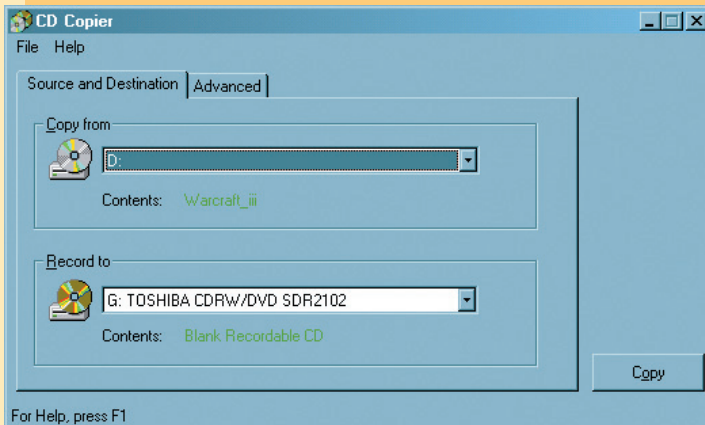 CD Copier
File Help
Source and Destination Advanced
Copy from
D:
Contents: Warcraft_iii
Record to
G: TOSHIBA CDRW/DVD SDR2102
Contents: Blank Recordable CD
Copy
For Help, press F1